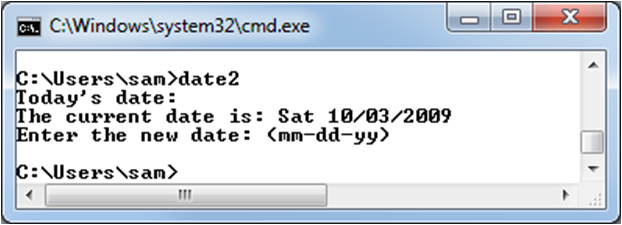 C:\Windows\system32\cmd.exe
C:\Users\sam>date2
Today's date:
The current date is: Sat 10/03/2009
Enter the new date: (mm-dd-yy)
C:\Users\sam>